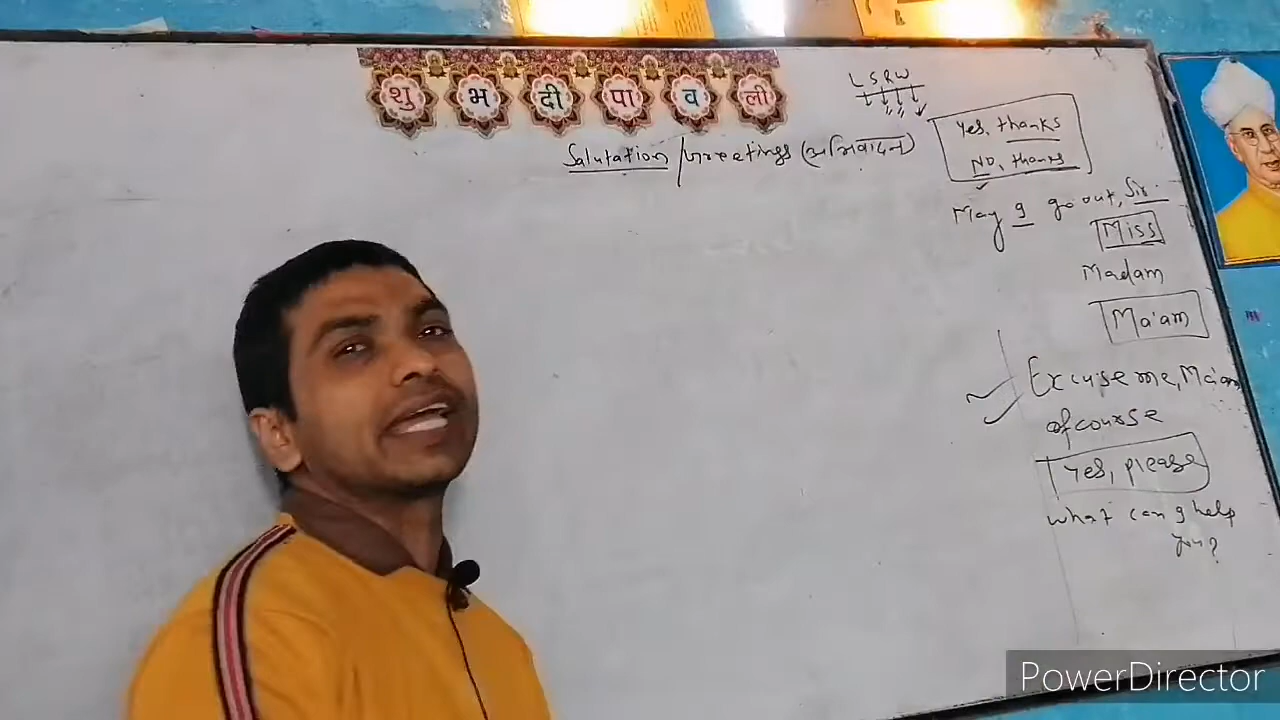 शुभ दीपावली
L S R W
Salutation / Greetings (अभिवादन)
Yes, thanks
No, thanks
May I go out, Sir.
Miss
Madam
Ma'am
Excuse me, Ma'am
of course
Yes, please
what can I help
you?
PowerDirector